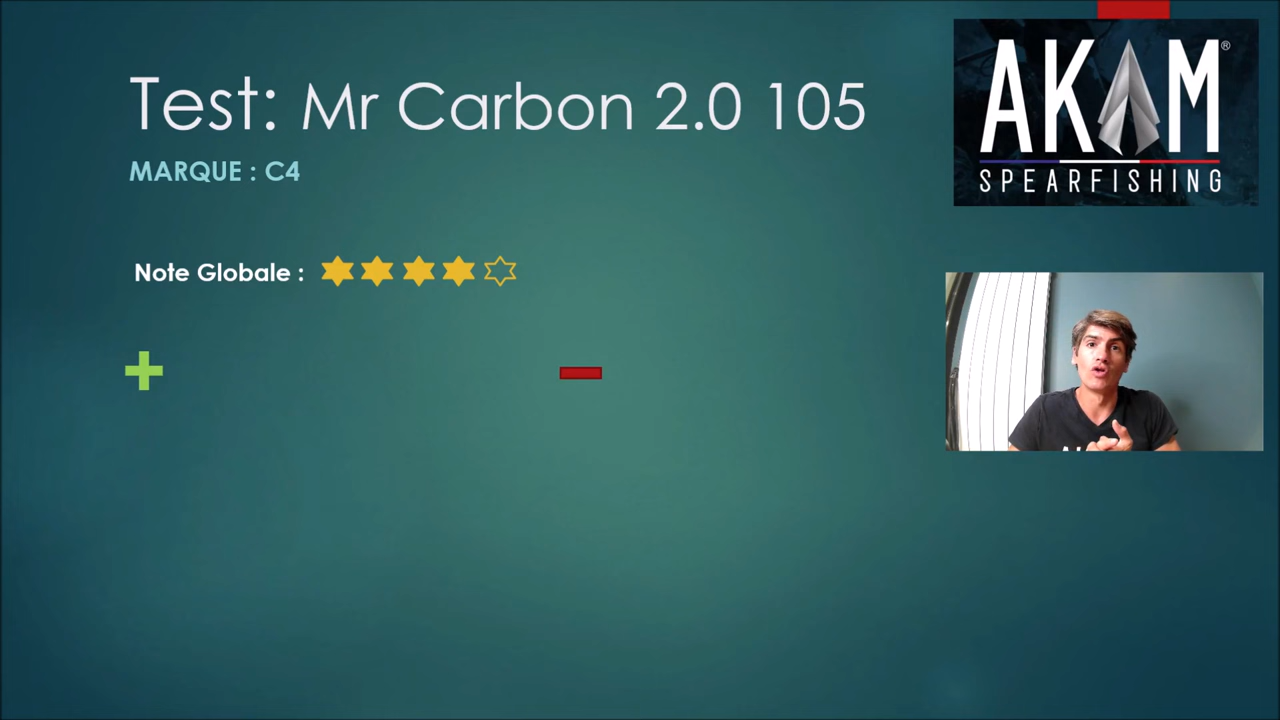 Test: Mr Carbon 2.0 105
MARQUE : C4
Note Globale :
AKAM®
SPEARFISHING